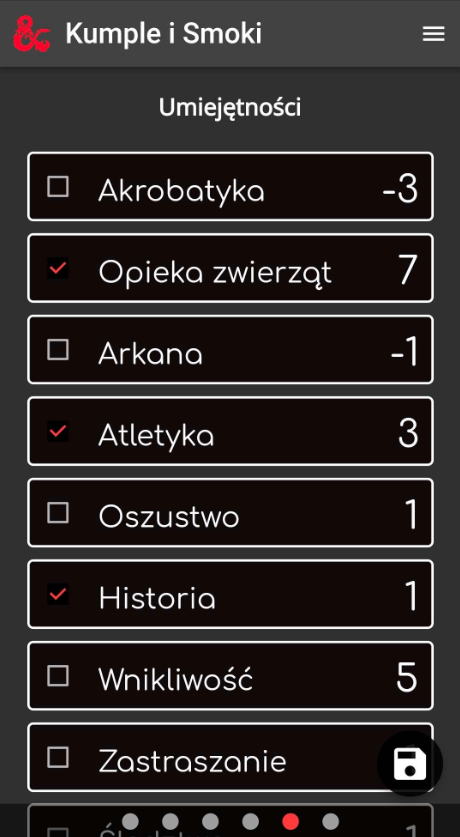 Kumple i Smoki
Umiejętności
Akrobatyka -3
Opieka zwierząt 7
Arkana -1
Atletyka 3
Oszustwo 1
Historia 1
Wnikliwość 5
Zastraszanie